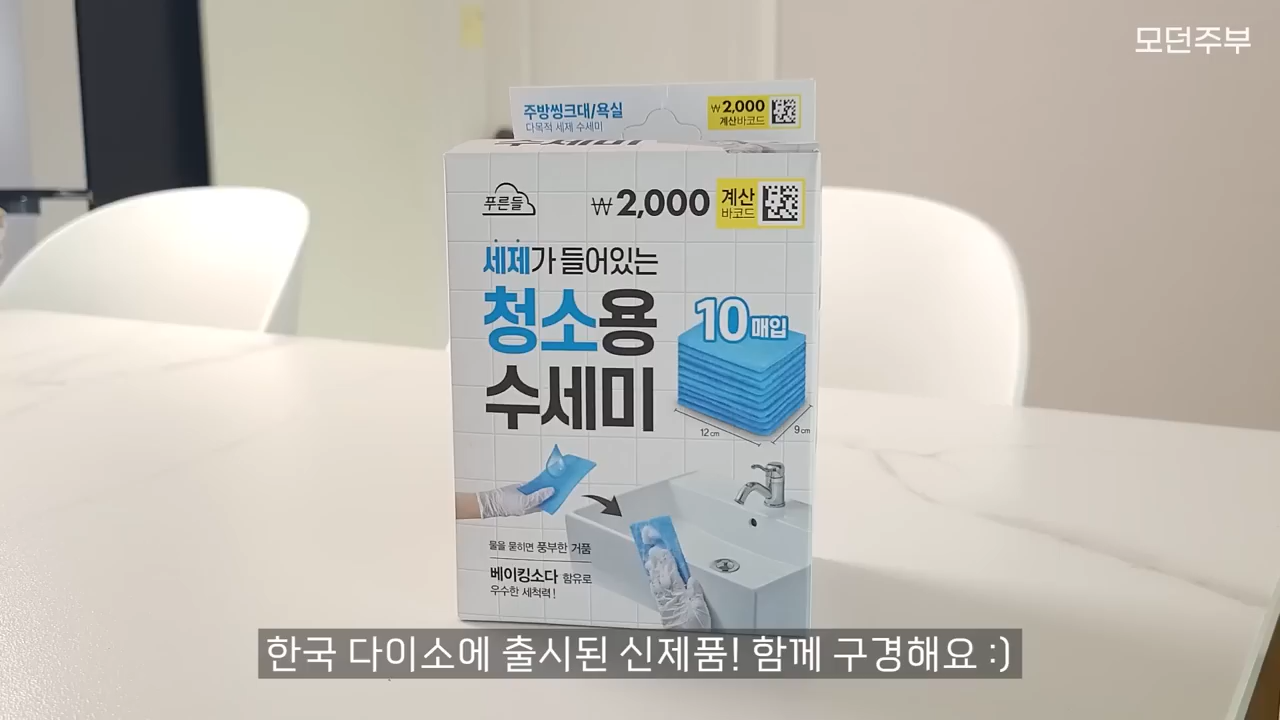 모던주부
주방씽크대/욕실
다목적 세제 수세미
₩2,000
계산바코드
수세미
푸른들
₩2,000
계산
바코드
세제가 들어있는
청소용
수세미
10매입
12cm
9cm
물을 묻히면 풍부한 거품
베이킹소다 함유로
우수한 세척력!
한국 다이소에 출시된 신제품! 함께 구경해요 :)